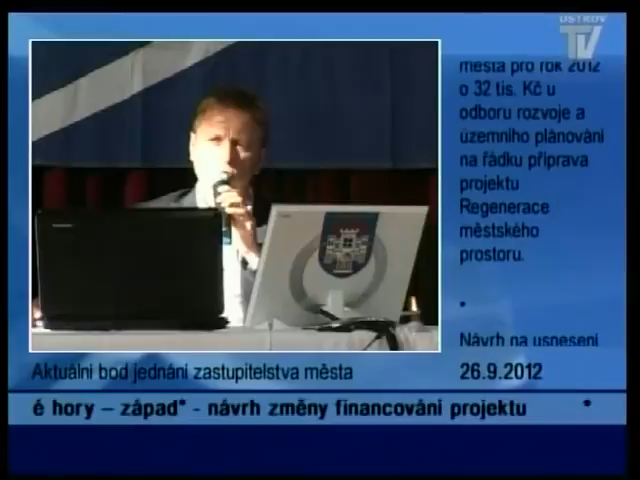 OSTROV
TV
města pro rok 2012
o 32 tis. Kč u
odboru rozvoje a
územního plánování
na řádku příprava
projektu
Regenerace
městského
prostoru.
*
Návrh na usnesení
Aktuální bod jednání zastupitelstva města
26.9.2012
é hory – západ" - návrh změny financování projektu *